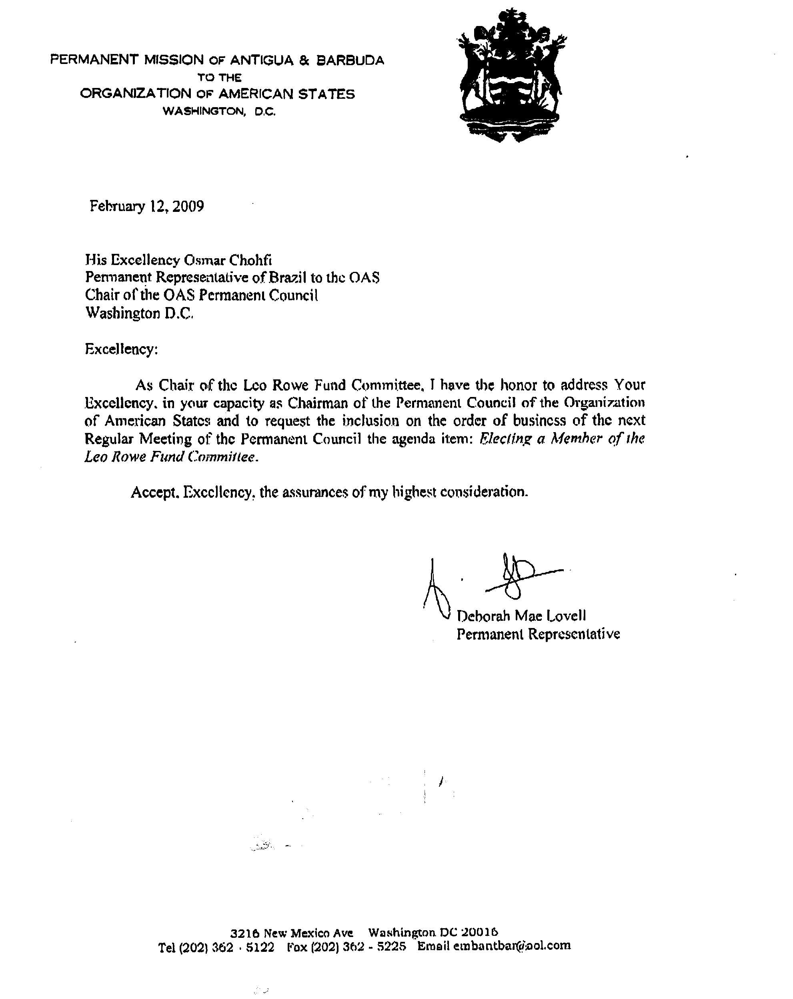 PERMANENT MISSION OF ANTIGUA & BARBUDA
TO THE
ORGANIZATION OF AMERICAN STATES
WASHINGTON, D.C.
February 12, 2009
His Excellency Osmar Chohfi
Permanent Representative of Brazil to the OAS
Chair of the OAS Permanent Council
Washington D.C.
Excellency:
As Chair of the Leo Rowe Fund Committee, I have the honor to address Your
Excellency, in your capacity as Chairman of the Permanent Council of the Organization
of American States and to request the inclusion on the order of business of the next
Regular Meeting of the Permanent Council the agenda item: Electing a Member of the
Leo Rowe Fund Committee.
Accept, Excellency, the assurances of my highest consideration.
Deborah Mae Lovell
Permanent Representative
3216 New Mexico Ave Washington DC 20016
Tel (202) 362 - 5122 Fax (202) 362 - 5225 Email embantbar@aol.com